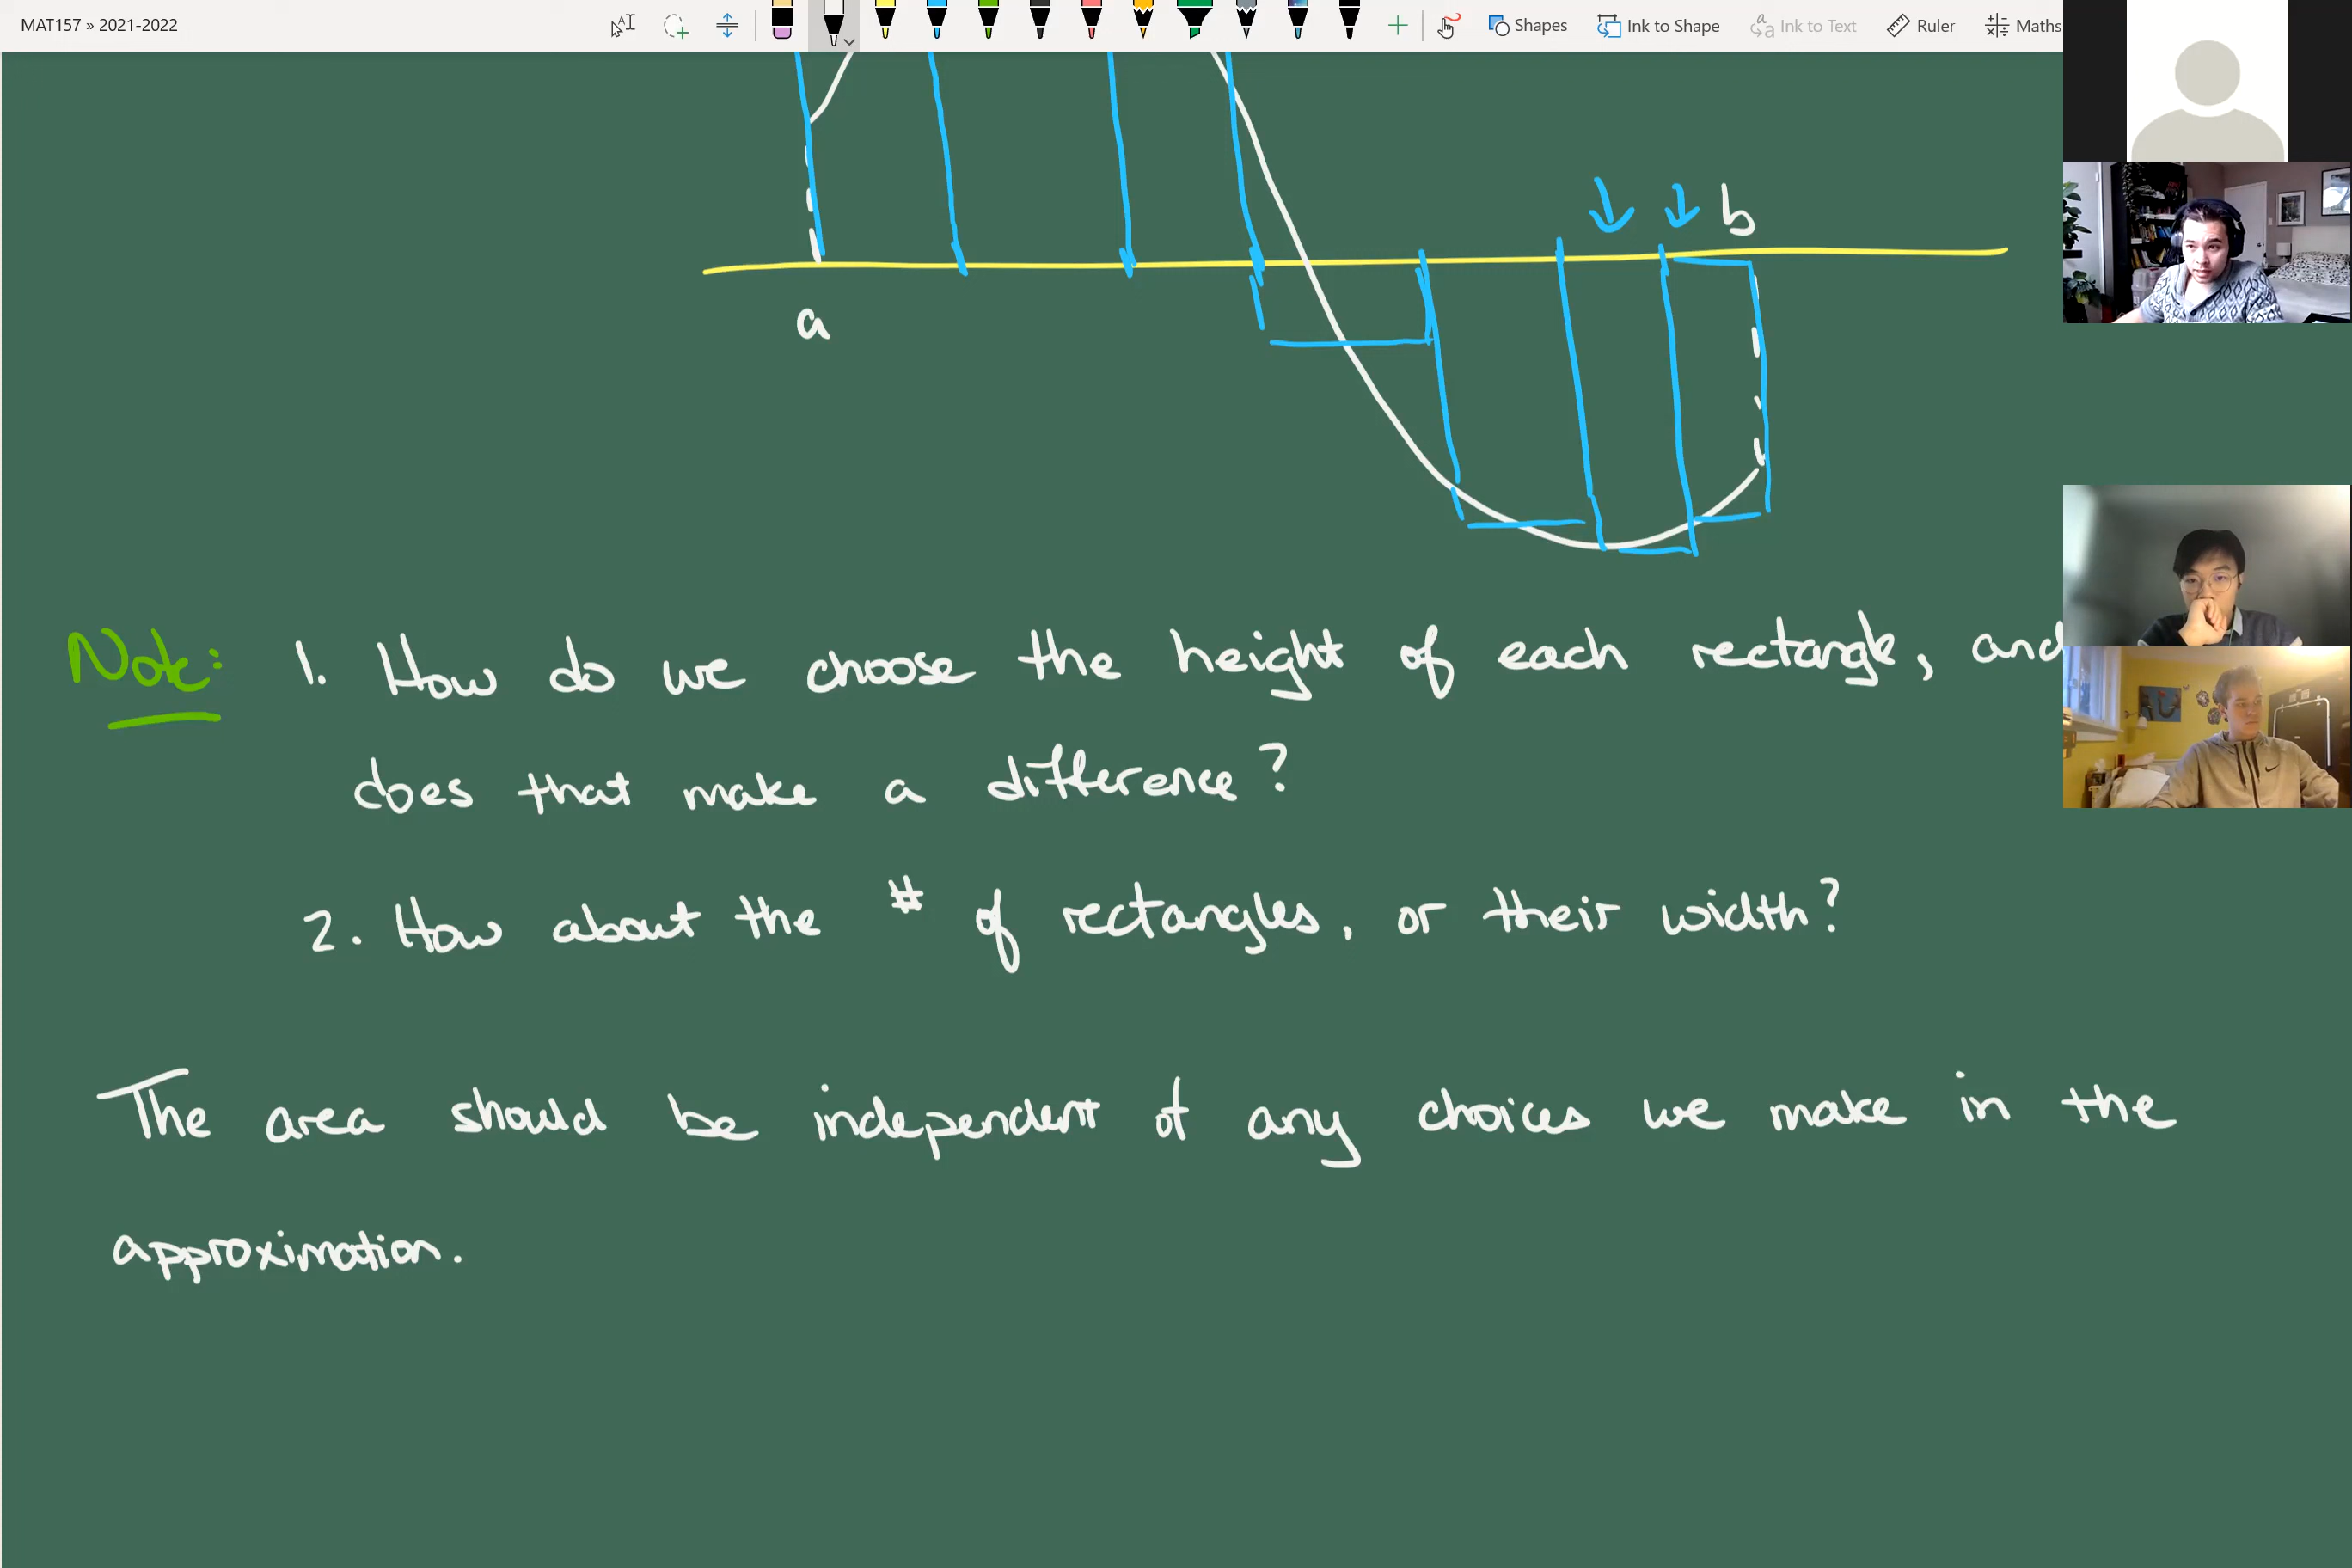 MAT157 » 2021-2022
Shapes Ink to Shape Ink to Text Ruler Maths
b
a
Note: 1. How do we choose the height of each rectangle, and
does that make a difference?
2. How about the # of rectangles, or their width?
The area should be independent of any choices we make in the
approximation.